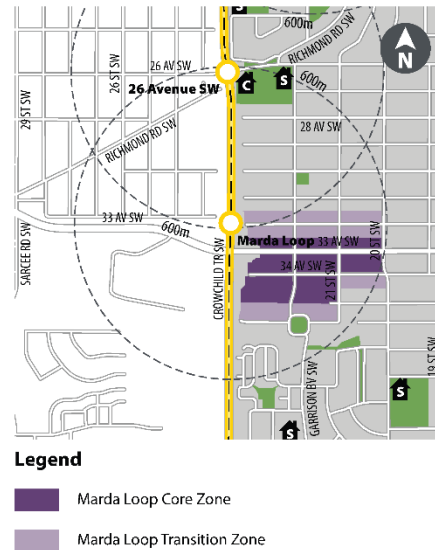 S
600m
RICHMOND RD SW
N
26 AV SW
26 ST SW
29 ST SW
26 Avenue SW
C
S
600m
RICHMOND RD SW
28 AV SW
33 AV SW
600m
SARCEE RD SW
CROWCHILD TR SW
Marda Loop
33 AV SW
20 ST SW
34 AV SW
21 ST SW
GARRISON BV SW
19 ST SW
S
S
Legend
Marda Loop Core Zone
Marda Loop Transition Zone